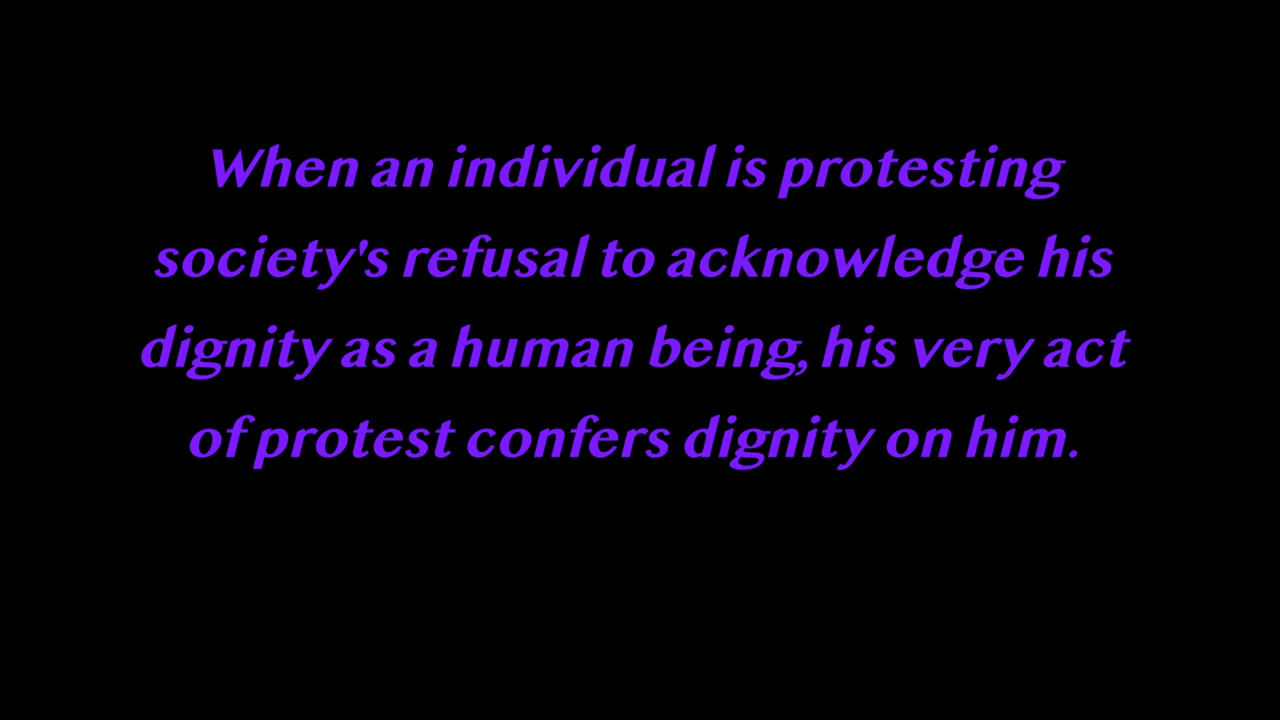 When an individual is protesting
society's refusal to acknowledge his
dignity as a human being, his very act
of protest confers dignity on him.